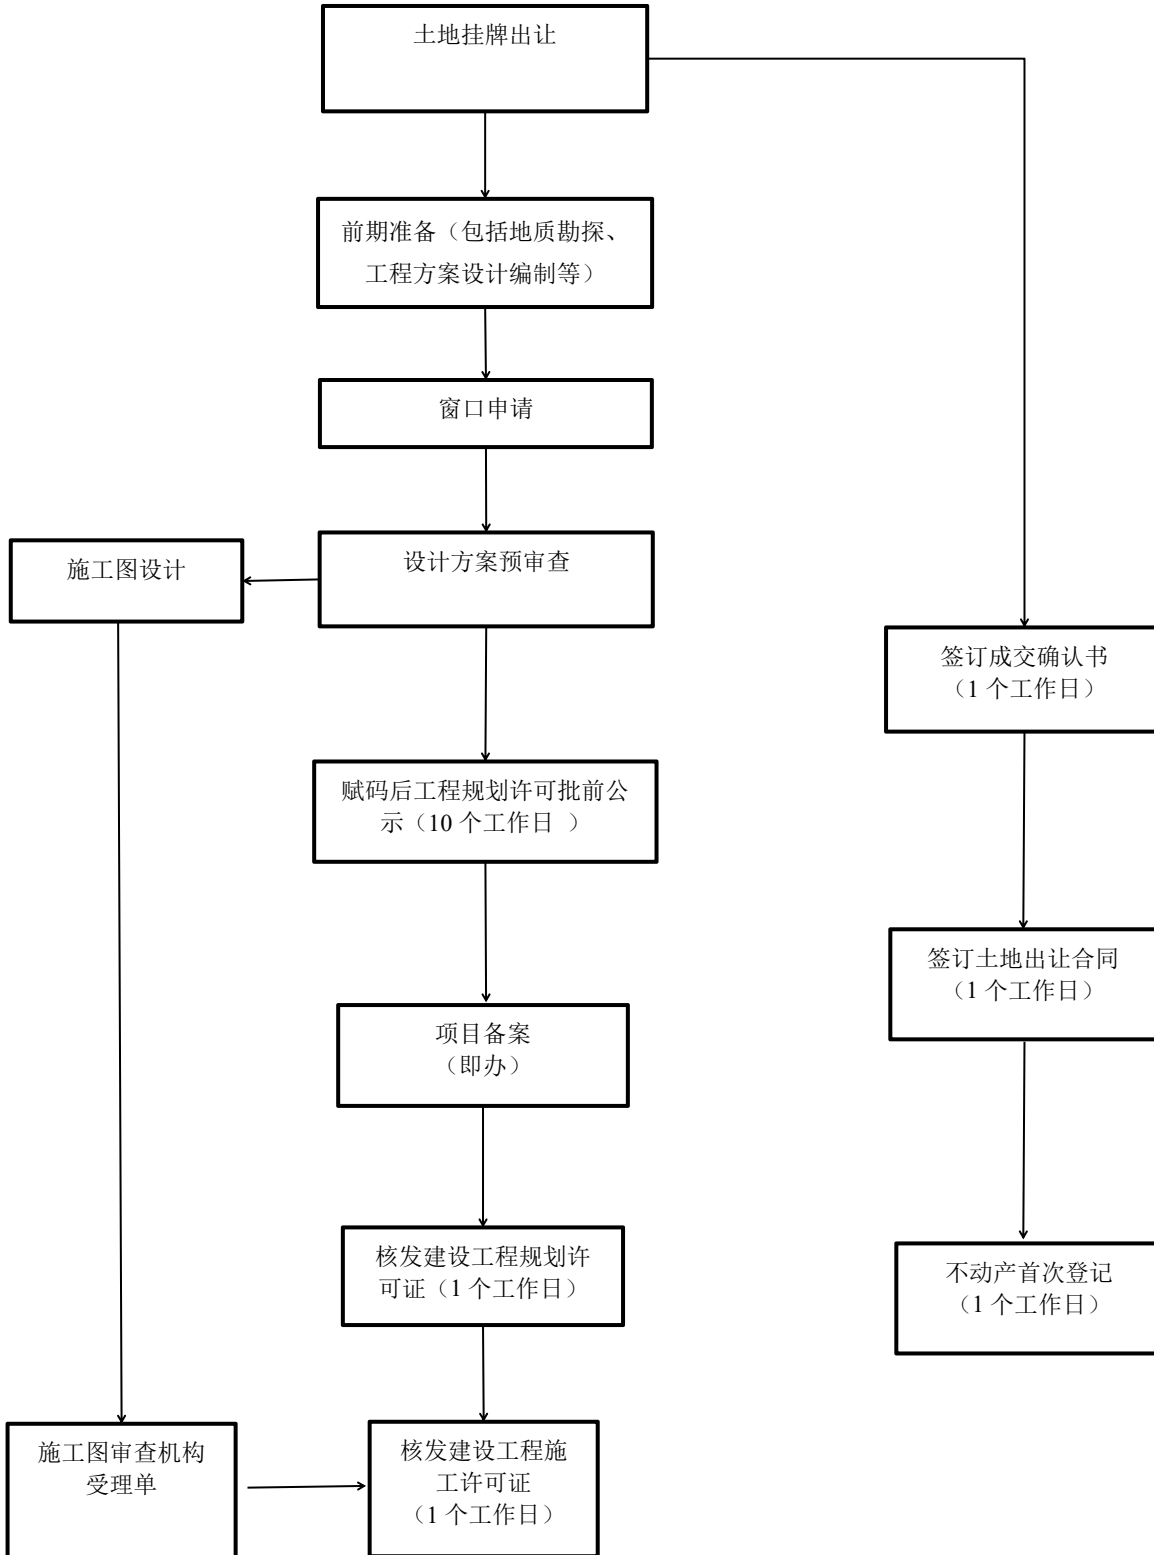 土地挂牌出让
前期准备（包括地质勘探、
工程方案设计编制等）
窗口申请
设计方案预审查
施工图设计
签订成交确认书
（1 个工作日）
赋码后工程规划许可批前公
示（10 个工作日 ）
签订土地出让合同
（1 个工作日）
项目备案
（即办）
核发建设工程规划许
可证（1 个工作日）
不动产首次登记
（1 个工作日）
施工图审查机构
受理单
核发建设工程施
工许可证
（1 个工作日）